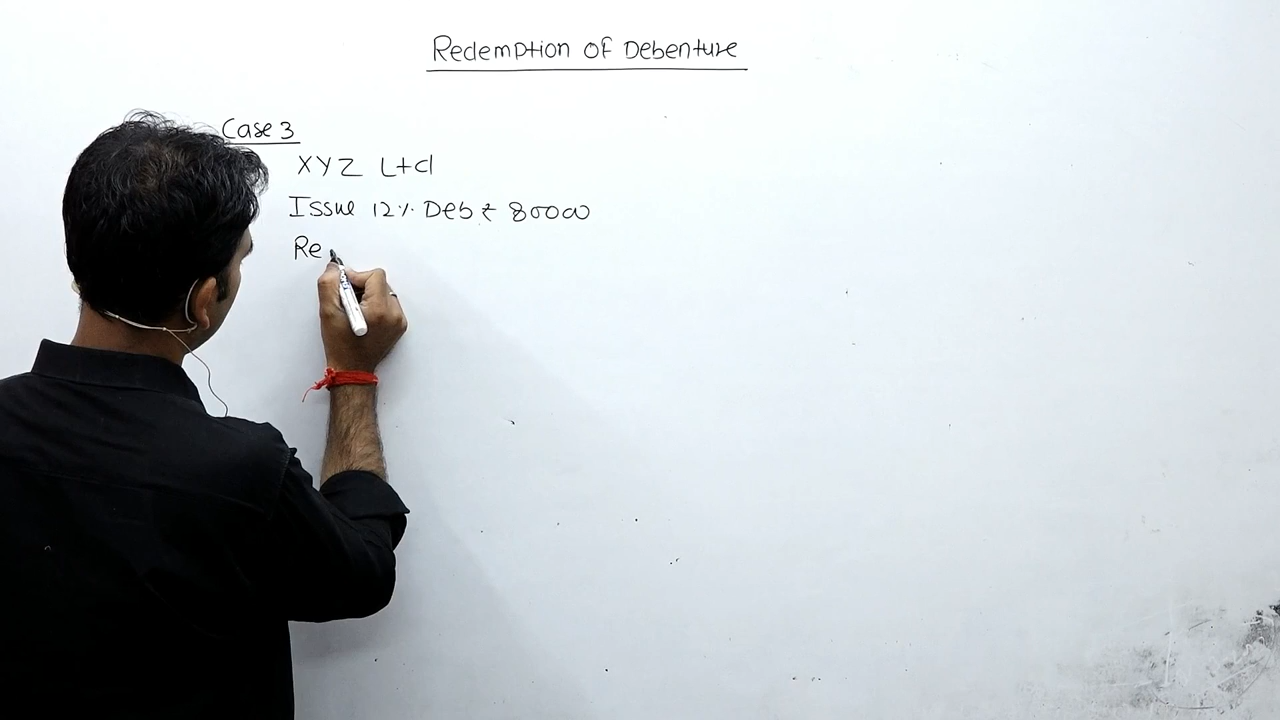 Redemption of Debenture
Case 3
XYZ Ltd
Issue 12% Deb ₹ 80000
Re